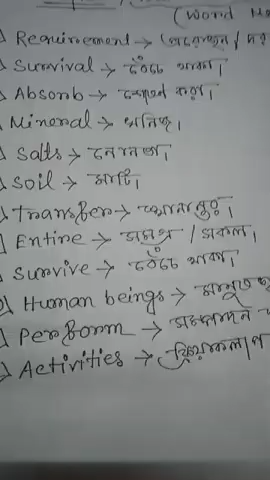 (Word
Requirement → প্রয়োজন /
Survival → বেঁচে থাকা।
Absorb → শোষণ করা।
Mineral → খনিজ।
Salts → লবণ।
Soil → মাটি।
Transfer → স্থানান্তর।
Entire → সমগ্র / সকল।
Survive → বেঁচে থাকা।
Human beings →
Perform → সম্পাদন
Activities → ক্রিয়াকলাপ